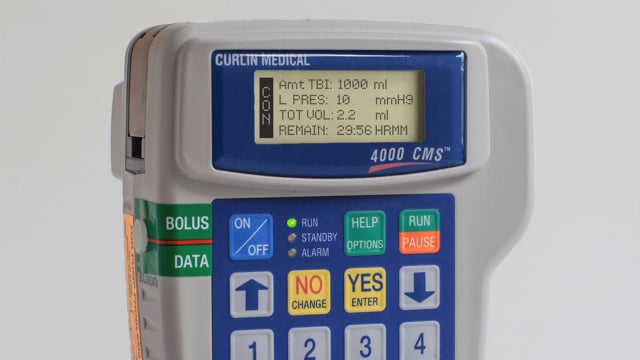 CURLIN MEDICAL
CON
Amt TBI: 1000 ml
L PRES: 10 mmH9
TOT VOL: 2.2 ml
REMAIN: 29:56 HRMM
4000 CMS™
BOLUS
DATA
ON/OFF
RUN
STANDBY
ALARM
HELP
OPTIONS
RUN
PAUSE
NO
CHANGE
YES
ENTER
1 2 3 4